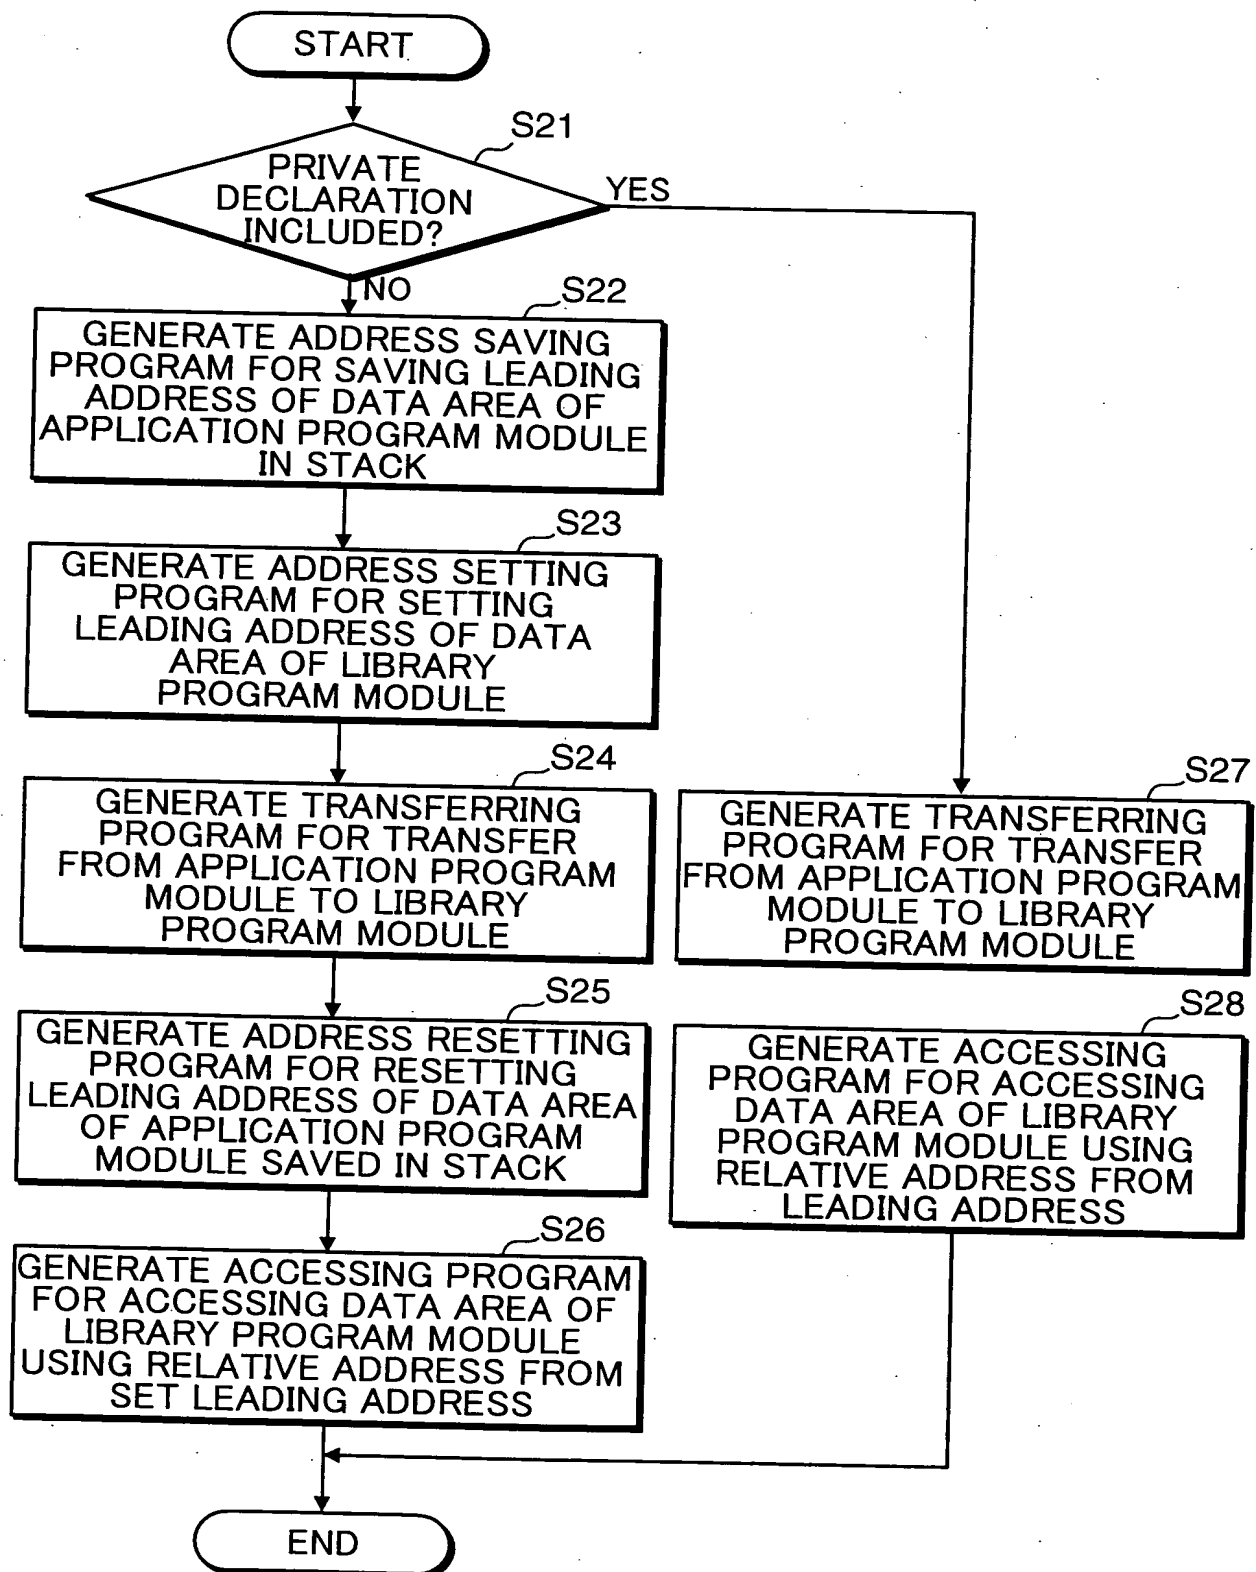 START
S21
PRIVATE
DECLARATION
INCLUDED?
YES
NO
S22
GENERATE ADDRESS SAVING
PROGRAM FOR SAVING LEADING
ADDRESS OF DATA AREA OF
APPLICATION PROGRAM MODULE
IN STACK
S23
GENERATE ADDRESS SETTING
PROGRAM FOR SETTING
LEADING ADDRESS OF DATA
AREA OF LIBRARY
PROGRAM MODULE
S24
GENERATE TRANSFERRING
PROGRAM FOR TRANSFER
FROM APPLICATION PROGRAM
MODULE TO LIBRARY
PROGRAM MODULE
S25
GENERATE ADDRESS RESETTING
PROGRAM FOR RESETTING
LEADING ADDRESS OF DATA AREA
OF APPLICATION PROGRAM
MODULE SAVED IN STACK
S26
GENERATE ACCESSING PROGRAM
FOR ACCESSING DATA AREA OF
LIBRARY PROGRAM MODULE
USING RELATIVE ADDRESS FROM
SET LEADING ADDRESS
S27
GENERATE TRANSFERRING
PROGRAM FOR TRANSFER
FROM APPLICATION PROGRAM
MODULE TO LIBRARY
PROGRAM MODULE
S28
GENERATE ACCESSING
PROGRAM FOR ACCESSING
DATA AREA OF LIBRARY
PROGRAM MODULE USING
RELATIVE ADDRESS FROM
LEADING ADDRESS
END